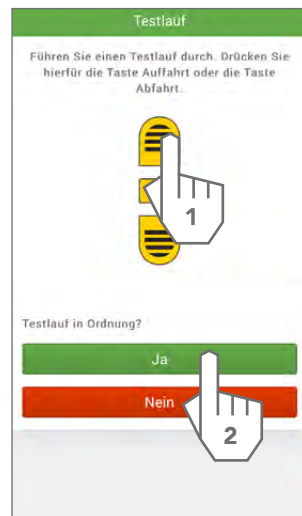 Testlauf
Führen Sie einen Testlauf durch. Drücken Sie
hierfür die Taste Auffahrt oder die Taste
Abfahrt.
1
Testlauf in Ordnung?
Ja
Nein
2